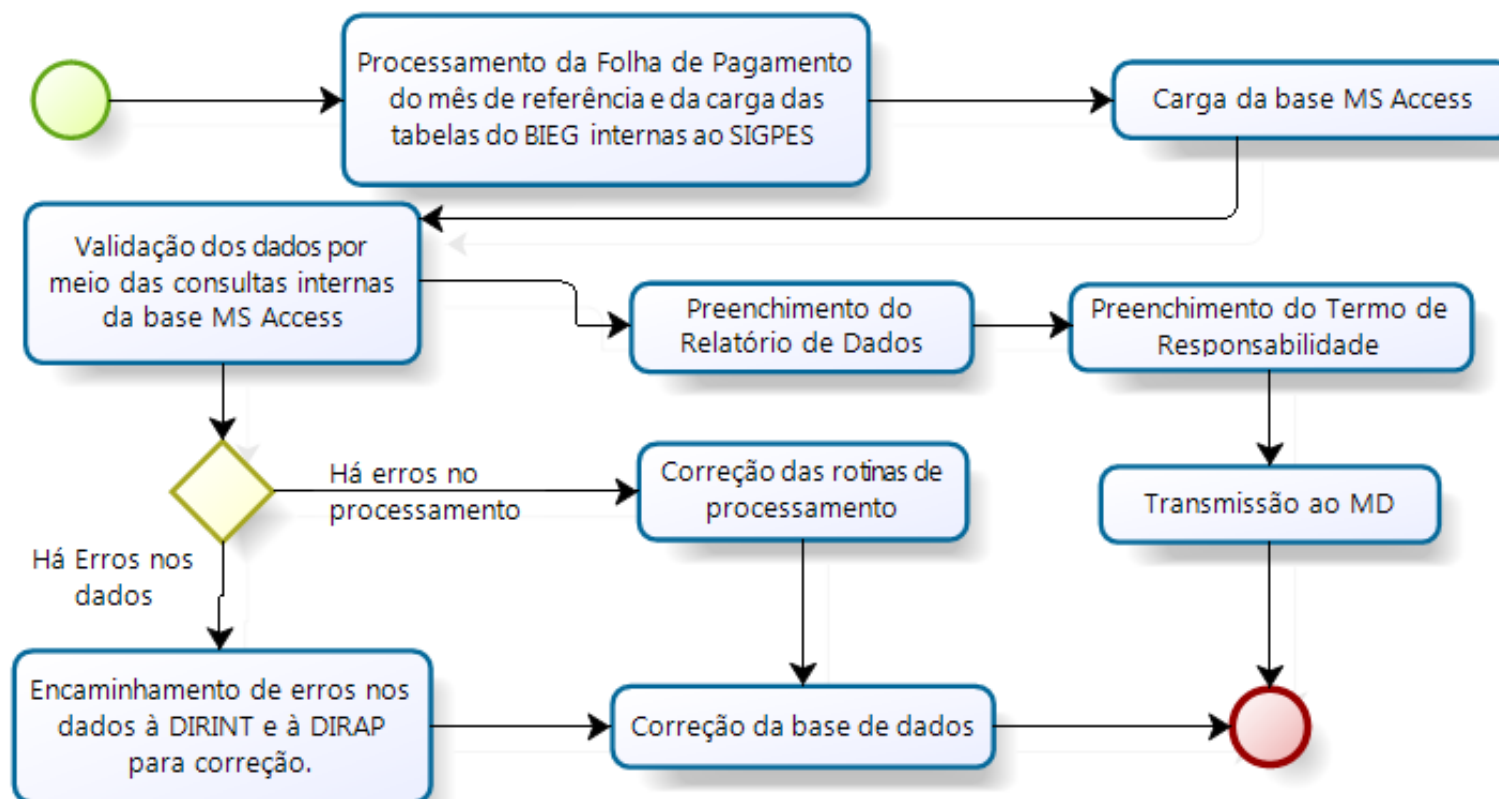 Processamento da Folha de Pagamento
do mês de referência e da carga das
tabelas do BIEG internas ao SIGPES
Carga da base MS Access
Validação dos dados por
meio das consultas internas
da base MS Access
Preenchimento do
Relatório de Dados
Preenchimento do Termo de
Responsabilidade
Há erros no
processamento
Correção das rotinas de
processamento
Transmissão ao MD
Há Erros nos
dados
Encaminhamento de erros nos
dados à DIRINT e à DIRAP
para correção.
Correção da base de dados